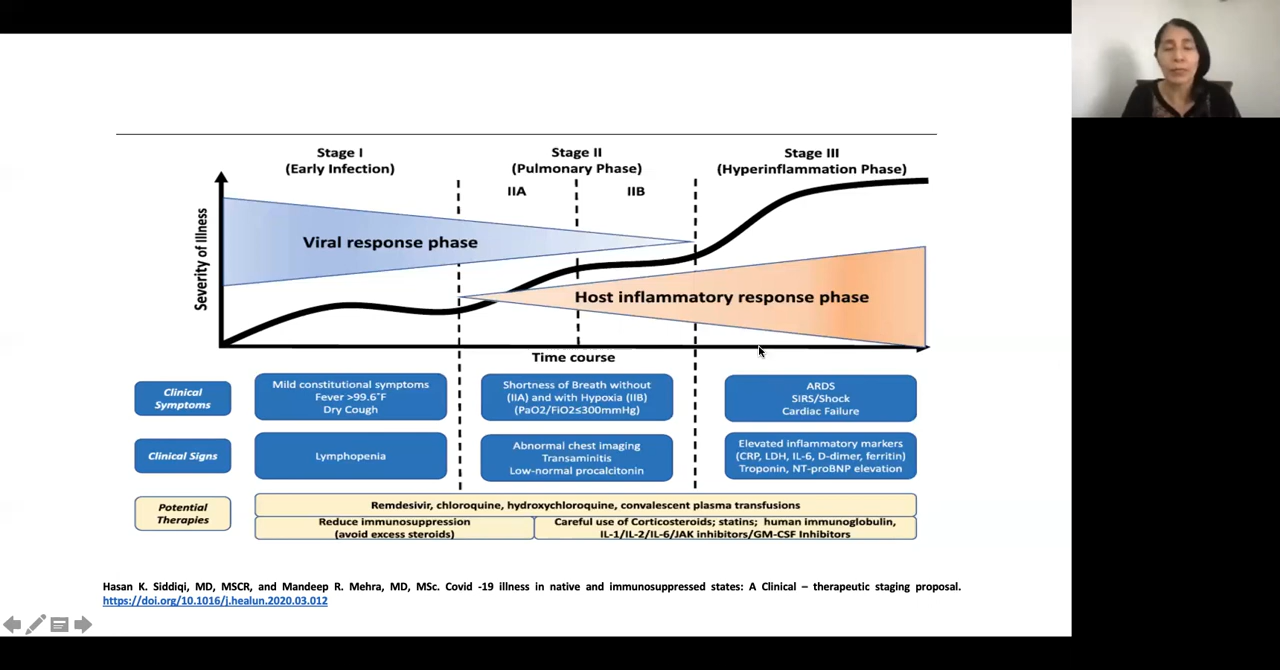 Stage I
(Early Infection)
Stage II
(Pulmonary Phase)
Stage III
(Hyperinflammation Phase)
IIA
IIB
Severity of Illness
Viral response phase
Host inflammatory response phase
Time course
Clinical
Symptoms
Mild constitutional symptoms
Fever >99.6°F
Dry Cough
Shortness of Breath without
(IIA) and with Hypoxia (IIB)
(PaO2/FiO2≤300mmHg)
ARDS
SIRS/Shock
Cardiac Failure
Clinical Signs
Lymphopenia
Abnormal chest imaging
Transaminitis
Low-normal procalcitonin
Elevated inflammatory markers
(CRP, LDH, IL-6, D-dimer, ferritin)
Troponin, NT-proBNP elevation
Potential
Therapies
Remdesivir, chloroquine, hydroxychloroquine, convalescent plasma transfusions
Reduce immunosuppression
(avoid excess steroids)
Careful use of Corticosteroids; statins; human immunoglobulin,
IL-1/IL-2/IL-6/JAK inhibitors/GM-CSF Inhibitors
Hasan K. Siddiqi, MD, MSCR, and Mandeep R. Mehra, MD, MSc. Covid -19 illness in native and immunosuppressed states: A Clinical – therapeutic staging proposal.
https://doi.org/10.1016/j.healun.2020.03.012